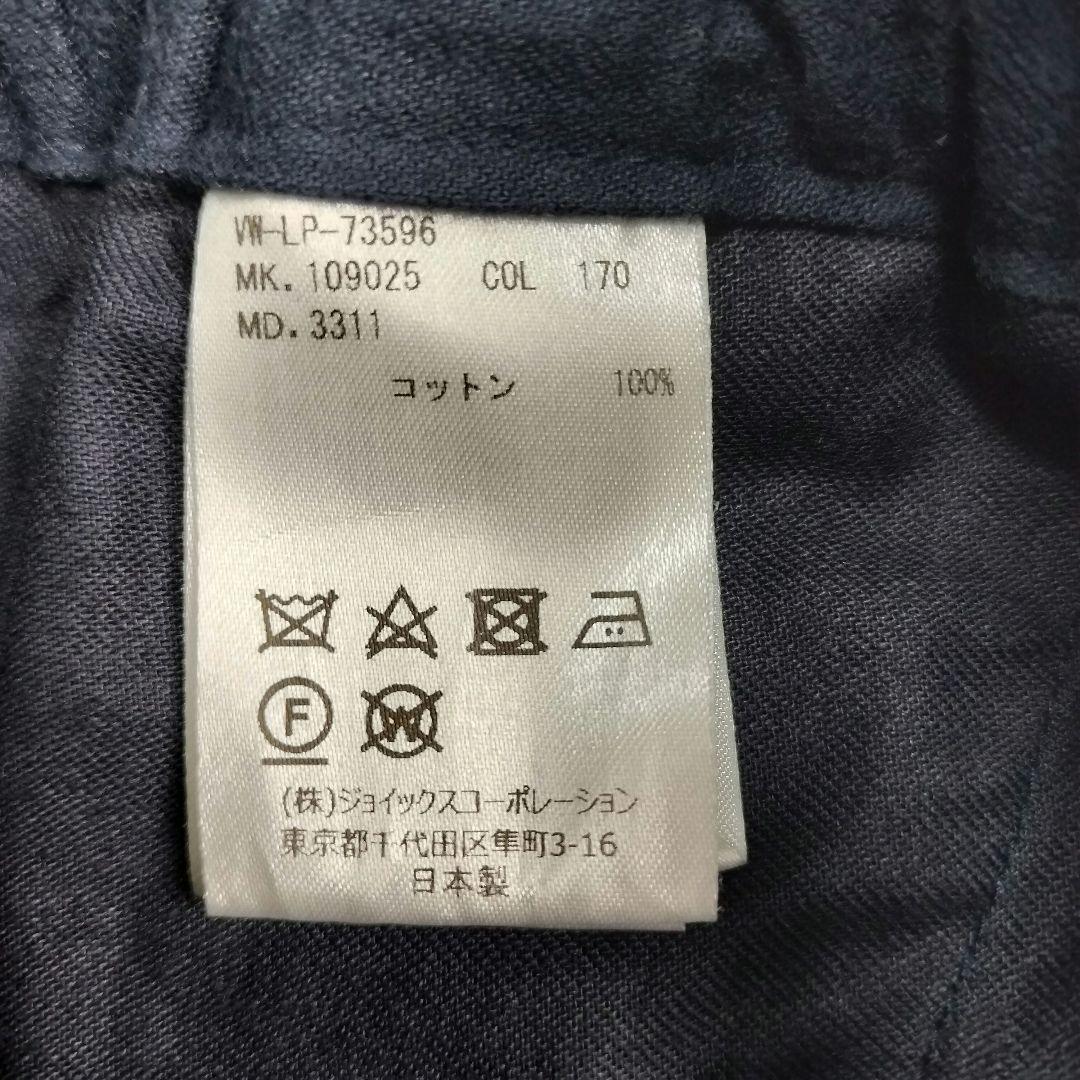 VW-LP-73596
MK. 109025 COL 170
MD. 3311
コットン 100%
F
W
(株)ジョイックスコーポレーション
東京都千代田区隼町3-16
日本製